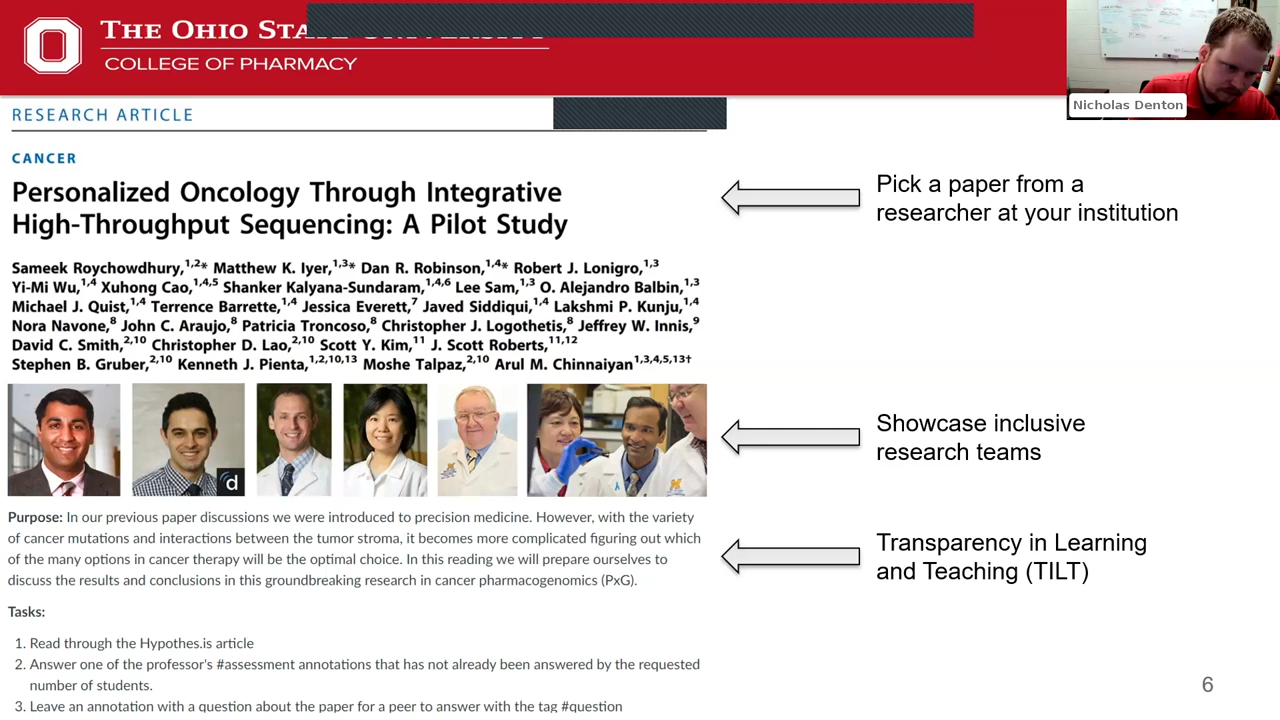 THE OHIO STATE UNIVERSITY
COLLEGE OF PHARMACY
Nicholas Denton
RESEARCH ARTICLE
CANCER
Personalized Oncology Through Integrative
High-Throughput Sequencing: A Pilot Study
Sameek Roychowdhury,1,2* Matthew K. Iyer,1,3* Dan R. Robinson,1,4* Robert J. Lonigro,1,3
Yi-Mi Wu,1,4 Xuhong Cao,1,4,5 Shanker Kalyana-Sundaram,1,4,6 Lee Sam,1,3 O. Alejandro Balbin,1,3
Michael J. Quist,1,4 Terrence Barrette,1,4 Jessica Everett,7 Javed Siddiqui,1,4 Lakshmi P. Kunju,1,4
Nora Navone,8 John C. Araujo,8 Patricia Troncoso,8 Christopher J. Logothetis,8 Jeffrey W. Innis,9
David C. Smith,2,10 Christopher D. Lao,2,10 Scott Y. Kim,11 J. Scott Roberts,11,12
Stephen B. Gruber,2,10 Kenneth J. Pienta,1,2,10,13 Moshe Talpaz,2,10 Arul M. Chinnaiyan1,3,4,5,13†
d
Pick a paper from a
researcher at your institution
Showcase inclusive
research teams
Purpose: In our previous paper discussions we were introduced to precision medicine. However, with the variety
of cancer mutations and interactions between the tumor stroma, it becomes more complicated figuring out which
of the many options in cancer therapy will be the optimal choice. In this reading we will prepare ourselves to
discuss the results and conclusions in this groundbreaking research in cancer pharmacogenomics (PxG).
Transparency in Learning
and Teaching (TILT)
Tasks:
1. Read through the Hypothes.is article
2. Answer one of the professor's #assessment annotations that has not already been answered by the requested
number of students.
3. Leave an annotation with a question about the paper for a peer to answer with the tag #question
6